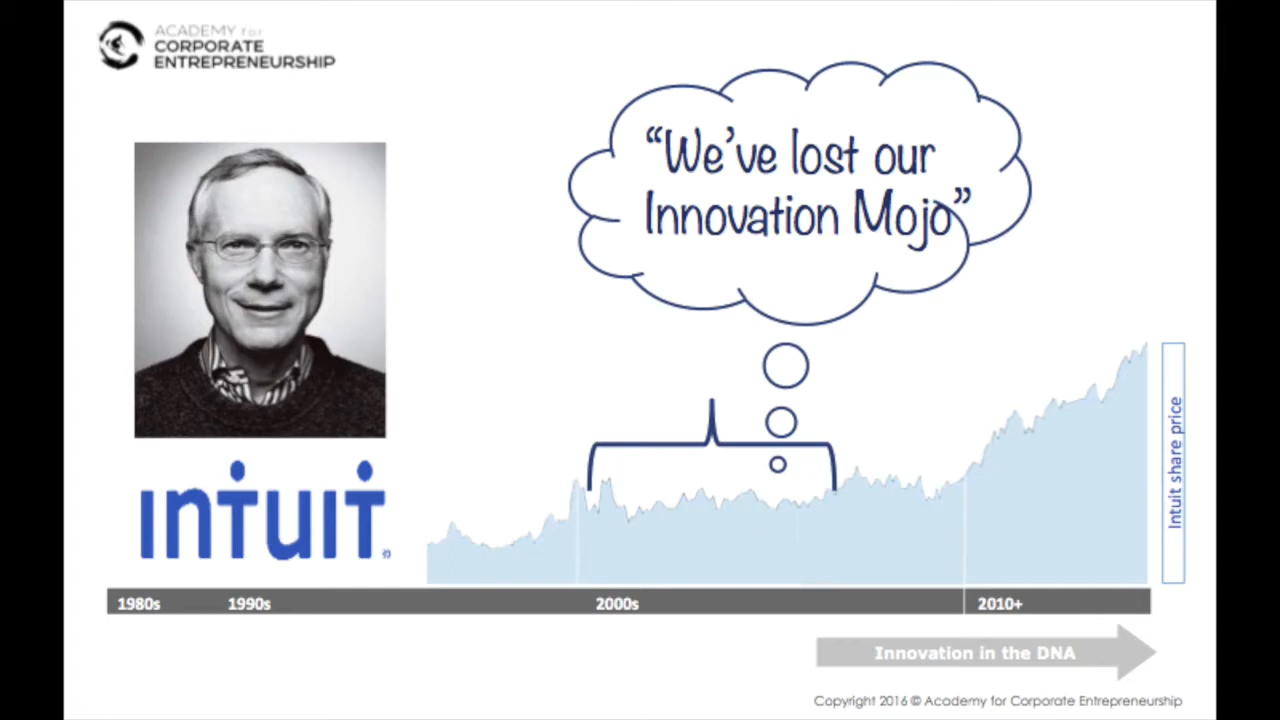 ACADEMY for
CORPORATE
ENTREPRENEURSHIP
“We’ve lost our
Innovation Mojo”
INTUIT
Intuit share price
1980s 1990s 2000s 2010+
Innovation in the DNA
Copyright 2016 © Academy for Corporate Entrepreneurship